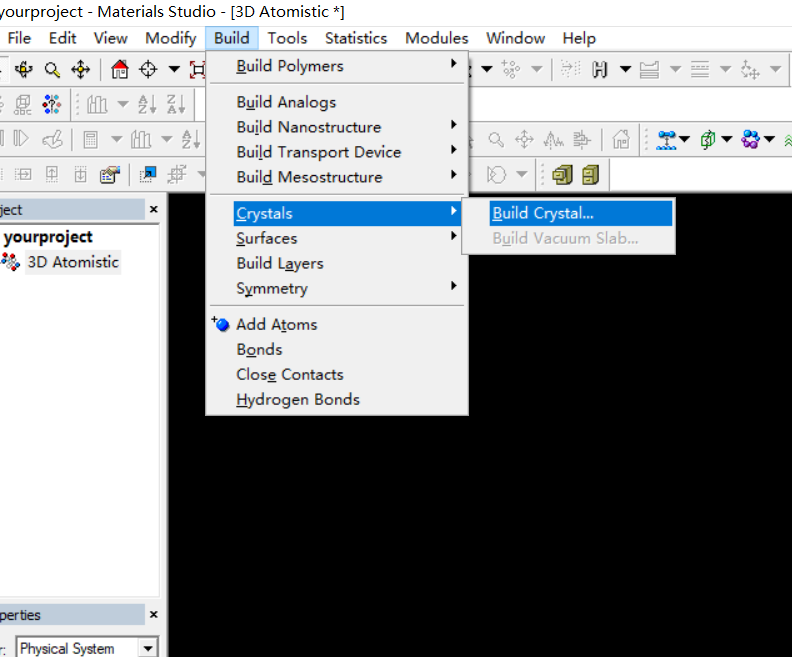 yourproject - Materials Studio - [3D Atomistic *]
File Edit View Modify Build Tools Statistics Modules Window Help
Build Polymers
Build Analogs
Build Nanostructure
Build Transport Device
Build Mesostructure
Crystals
Build Crystal...
Surfaces
Build Vacuum Slab...
Build Layers
Symmetry
Add Atoms
Bonds
Close Contacts
Hydrogen Bonds
ject
yourproject
3D Atomistic
perties
r: Physical System